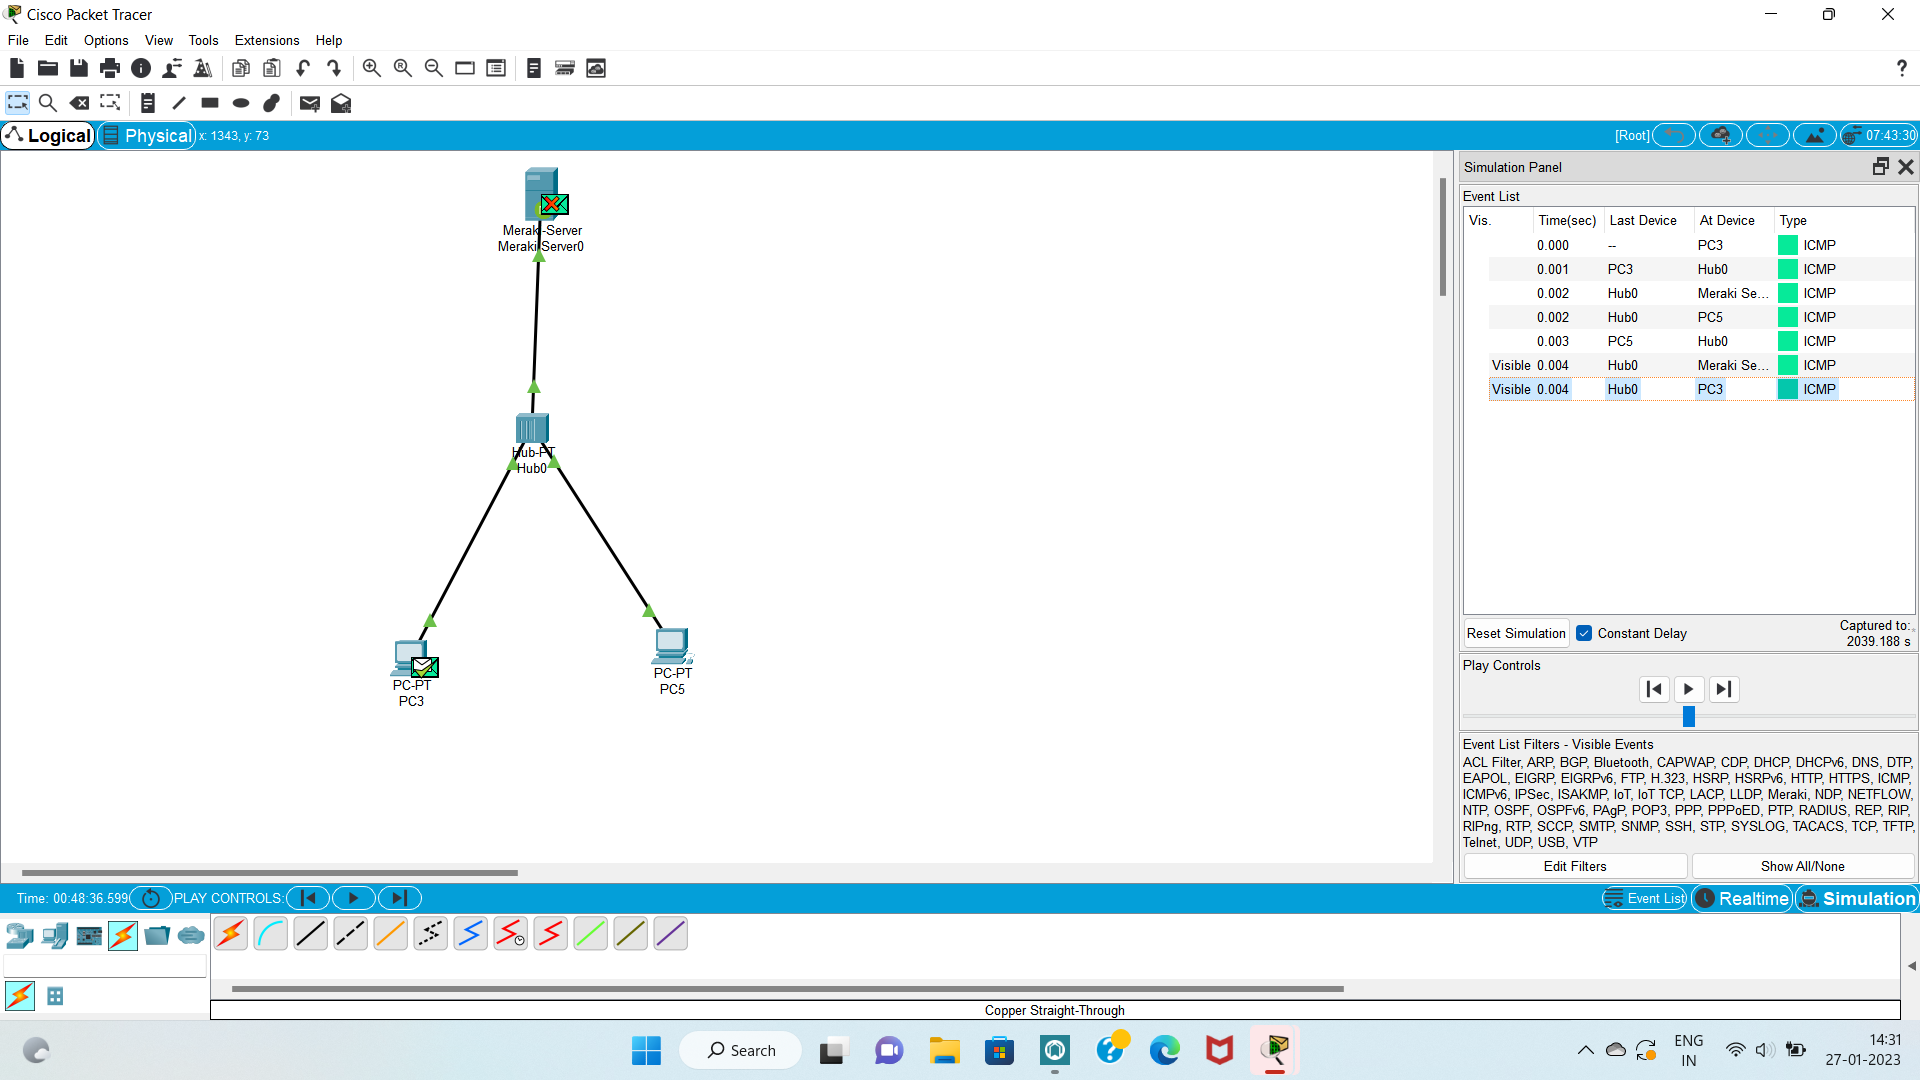 Cisco Packet Tracer
File Edit Options View Tools Extensions Help
?
Logical Physical x: 1343, y: 73 [Root] 07:43:30
Meraki-Server
Meraki Server0
Hub-PT
Hub0
PC-PT
PC3
PC-PT
PC5
Simulation Panel
Event List
Vis. Time(sec) Last Device At Device Type
0.000 -- PC3 ICMP
0.001 PC3 Hub0 ICMP
0.002 Hub0 Meraki Se... ICMP
0.002 Hub0 PC5 ICMP
0.003 PC5 Hub0 ICMP
Visible 0.004 Hub0 Meraki Se... ICMP
Visible 0.004 Hub0 PC3 ICMP
Reset Simulation Constant Delay Captured to:
2039.188 s
Play Controls
Event List Filters - Visible Events
ACL Filter, ARP, BGP, Bluetooth, CAPWAP, CDP, DHCP, DHCPv6, DNS, DTP,
EAPOL, EIGRP, EIGRPv6, FTP, H.323, HSRP, HSRPv6, HTTP, HTTPS, ICMP,
ICMPv6, IPSec, ISAKMP, IoT, IoT TCP, LACP, LLDP, Meraki, NDP, NETFLOW,
NTP, OSPF, OSPFv6, PAgP, POP3, PPP, PPPoED, PTP, RADIUS, REP, RIP,
RIPng, RTP, SCCP, SMTP, SNMP, SSH, STP, SYSLOG, TACACS, TCP, TFTP,
Telnet, UDP, USB, VTP
Edit Filters Show All/None
Time: 00:48:36.599 PLAY CONTROLS: Event List Realtime Simulation
Copper Straight-Through
Search
ENG
IN
14:31
27-01-2023